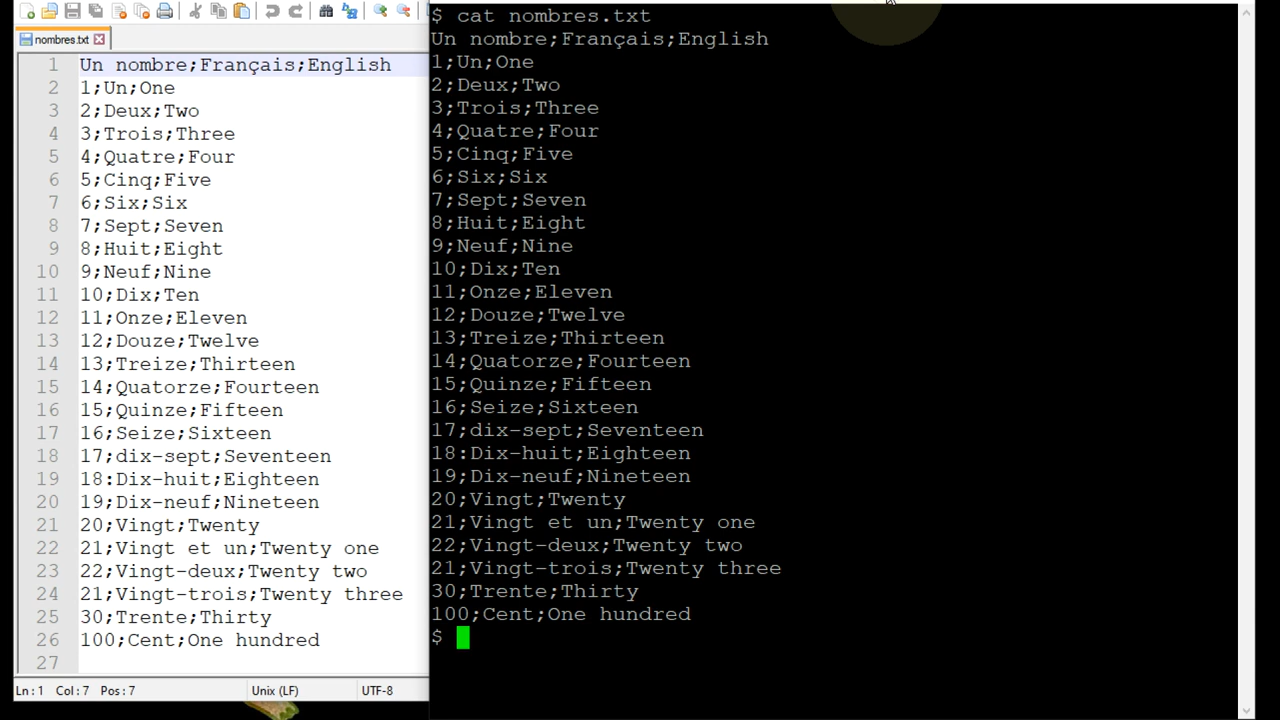 nombres.txt
1 Un nombre;Français;English
2 1;Un;One
3 2;Deux;Two
4 3;Trois;Three
5 4;Quatre;Four
6 5;Cinq;Five
7 6;Six;Six
8 7;Sept;Seven
9 8;Huit;Eight
10 9;Neuf;Nine
11 10;Dix;Ten
12 11;Onze;Eleven
13 12;Douze;Twelve
14 13;Treize;Thirteen
15 14;Quatorze;Fourteen
16 15;Quinze;Fifteen
17 16;Seize;Sixteen
18 17;dix-sept;Seventeen
19 18:Dix-huit;Eighteen
20 19;Dix-neuf;Nineteen
21 20;Vingt;Twenty
22 21;Vingt et un;Twenty one
23 22;Vingt-deux;Twenty two
24 21;Vingt-trois;Twenty three
25 30;Trente;Thirty
26 100;Cent;One hundred
27
Ln:1 Col:7 Pos:7 Unix (LF) UTF-8
$ cat nombres.txt
Un nombre;Français;English
1;Un;One
2;Deux;Two
3;Trois;Three
4;Quatre;Four
5;Cinq;Five
6;Six;Six
7;Sept;Seven
8;Huit;Eight
9;Neuf;Nine
10;Dix;Ten
11;Onze;Eleven
12;Douze;Twelve
13;Treize;Thirteen
14;Quatorze;Fourteen
15;Quinze;Fifteen
16;Seize;Sixteen
17;dix-sept;Seventeen
18:Dix-huit;Eighteen
19;Dix-neuf;Nineteen
20;Vingt;Twenty
21;Vingt et un;Twenty one
22;Vingt-deux;Twenty two
21;Vingt-trois;Twenty three
30;Trente;Thirty
100;Cent;One hundred
$